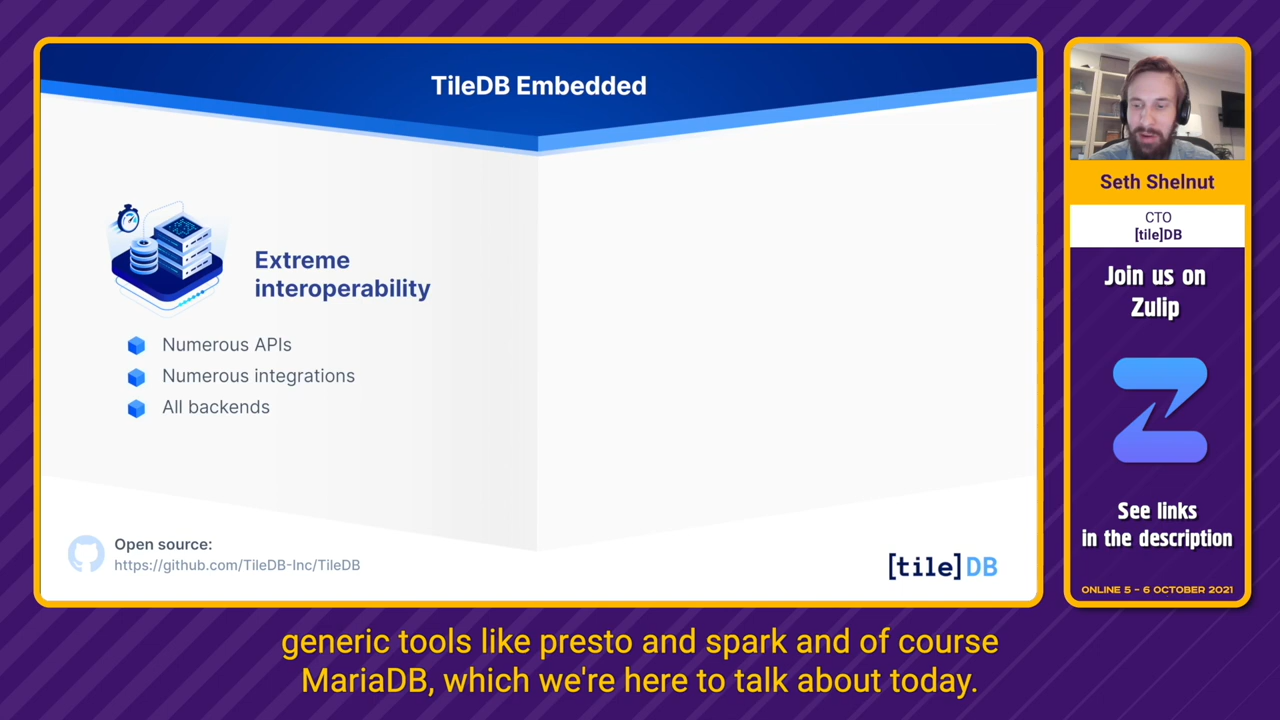 TileDB Embedded
Extreme
interoperability
Numerous APIs
Numerous integrations
All backends
Open source:
https://github.com/TileDB-Inc/TileDB
[tile]DB
Seth Shelnut
CTO
[tile]DB
Join us on
Zulip
See links
in the description
ONLINE 5 - 6 OCTOBER 2021
generic tools like presto and spark and of course
MariaDB, which we're here to talk about today.